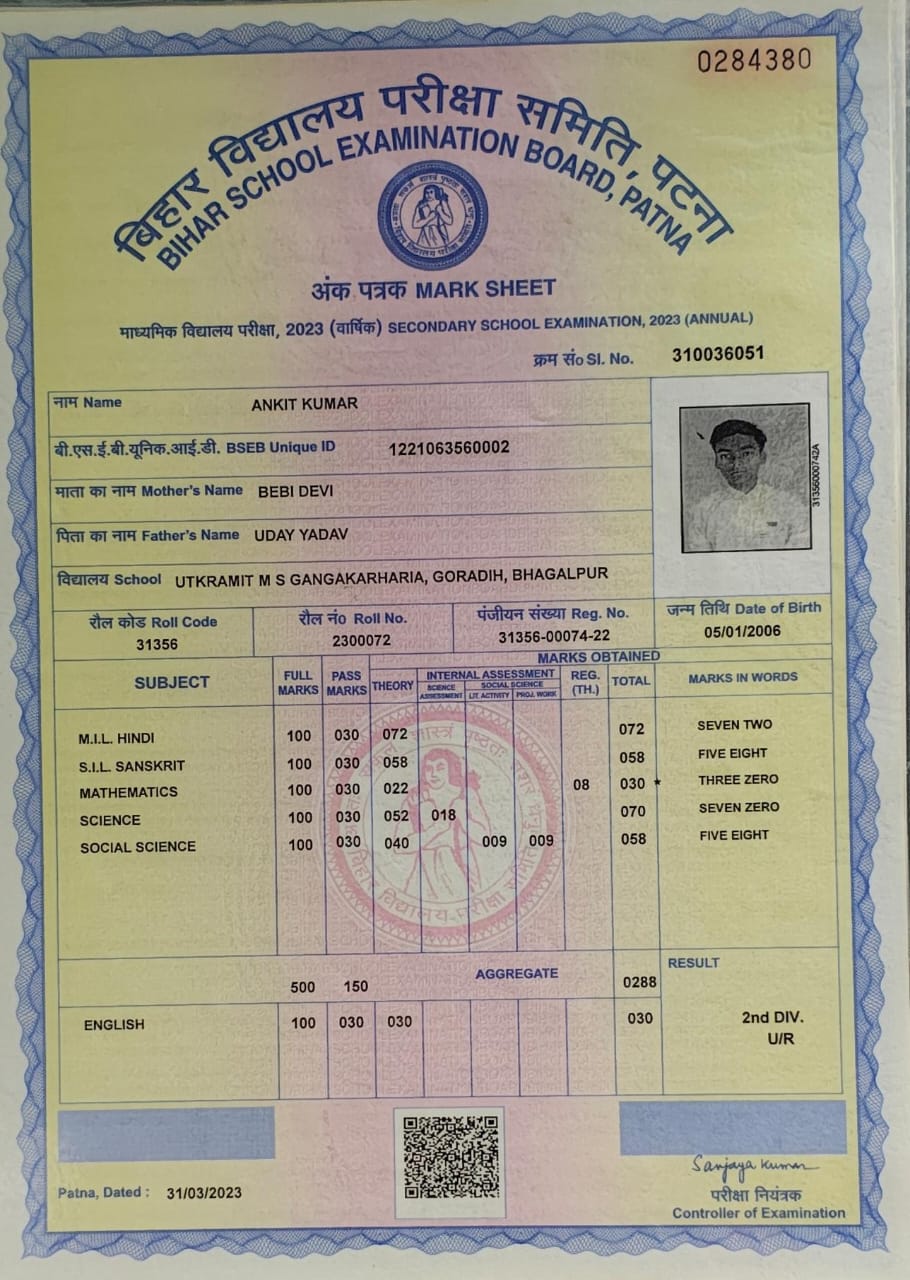 0284380
बिहार विद्यालय परीक्षा समिति, पटना
BIHAR SCHOOL EXAMINATION BOARD, PATNA
अंक पत्रक MARK SHEET
माध्यमिक विद्यालय परीक्षा, 2023 (वार्षिक) SECONDARY SCHOOL EXAMINATION, 2023 (ANNUAL)
क्रम सं० Sl. No. 310036051
नाम Name ANKIT KUMAR
बी.एस.ई.बी.यूनिक.आई.डी. BSEB Unique ID 1221063560002
माता का नाम Mother's Name BEBI DEVI
पिता का नाम Father's Name UDAY YADAV
विद्यालय School UTKRAMIT M S GANGAKARHARIA, GORADIH, BHAGALPUR
313560000742A
रौल कोड Roll Code रौल नं० Roll No. पंजीयन संख्या Reg. No. जन्म तिथि Date of Birth
31356 2300072 31356-00074-22 05/01/2006
MARKS OBTAINED
SUBJECT FULL MARKS PASS MARKS THEORY INTERNAL ASSESSMENT REG. (TH.) TOTAL MARKS IN WORDS
SCIENCE ASSESSMENT SOCIAL SCIENCE LIT. ACTIVITY PROJ. WORK
M.I.L. HINDI 100 030 072 072 SEVEN TWO
S.I.L. SANSKRIT 100 030 058 058 FIVE EIGHT
MATHEMATICS 100 030 022 08 030 * THREE ZERO
SCIENCE 100 030 052 018 070 SEVEN ZERO
SOCIAL SCIENCE 100 030 040 009 009 058 FIVE EIGHT
500 150 AGGREGATE 0288 RESULT
ENGLISH 100 030 030 030 2nd DIV.
U/R
Sanjaya Kumar
Patna, Dated : 31/03/2023
परीक्षा नियंत्रक
Controller of Examination